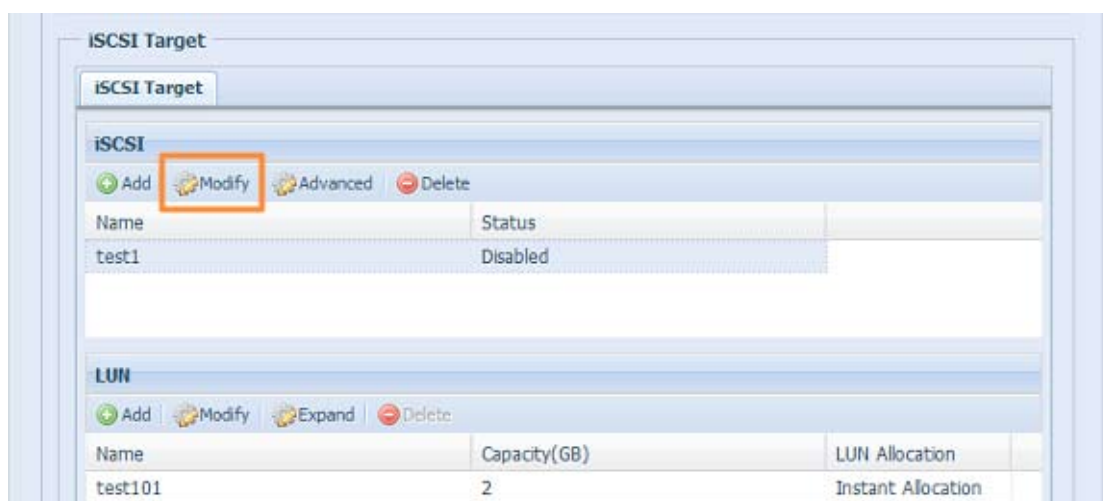 iSCSI Target
iSCSI Target
iSCSI
Add Modify Advanced Delete
Name Status
test1 Disabled
LUN
Add Modify Expand Delete
Name Capacity(GB) LUN Allocation
test101 2 Instant Allocation